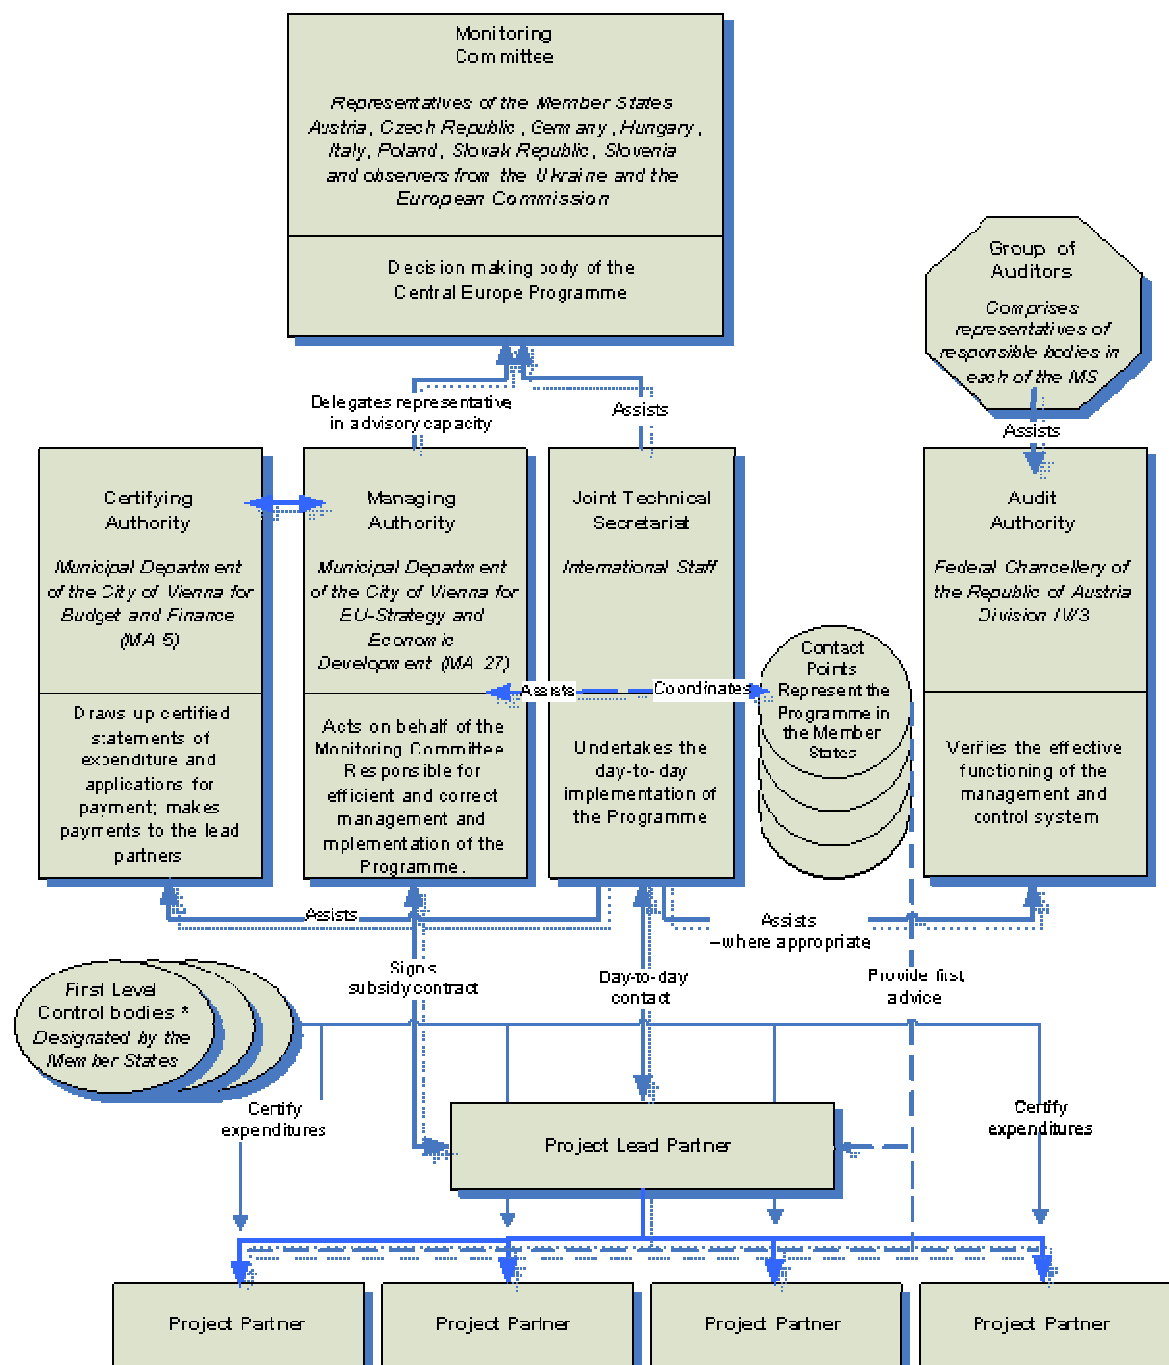 Monitoring
Committee
Representatives of the Member States
Austria, Czech Republic, Germany, Hungary,
Italy, Poland, Slovak Republic, Slovenia
and observers from the Ukraine and the
European Commission
Decision making body of the
Central Europe Programme
Group of
Auditors
Comprises
representatives of
responsible bodies in
each of the MS
Delegates representative
in advisory capacity
Assists
Assists
Certifying
Authority
Municipal Department
of the City of Vienna for
Budget and Finance
(MA 5)
Draws up certified
statements of
expenditure and
applications for
payment; makes
payments to the lead
partners
Managing
Authority
Municipal Department
of the City of Vienna for
EU-Strategy and
Economic
Development (MA 27)
Acts on behalf of the
Monitoring Committee
Responsible for
efficient and correct
management and
mplementation of the
Programme.
Joint Technical
Secretariat
International Staff
Undertakes the
day-to-day
implementation of
the Programme
Assists
Coordinates
Contact
Points
Represent the
Programme in
the Member
States
Audit
Authority
Federal Chancellery of
the Republic of Austria
Division IV/3
Verifies the effective
functioning of the
management and
control system
Assists
Assists
–where appropriate
Signs
subsidy contract
Day-to-day
contact
Provide first
advice
First Level
Control bodies *
Designated by the
Member States
Certify
expenditures
Certify
expenditures
Project Lead Partner
Project Partner
Project Partner
Project Partner
Project Partner